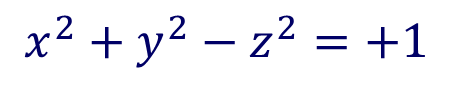 x² + y² − z² = +1